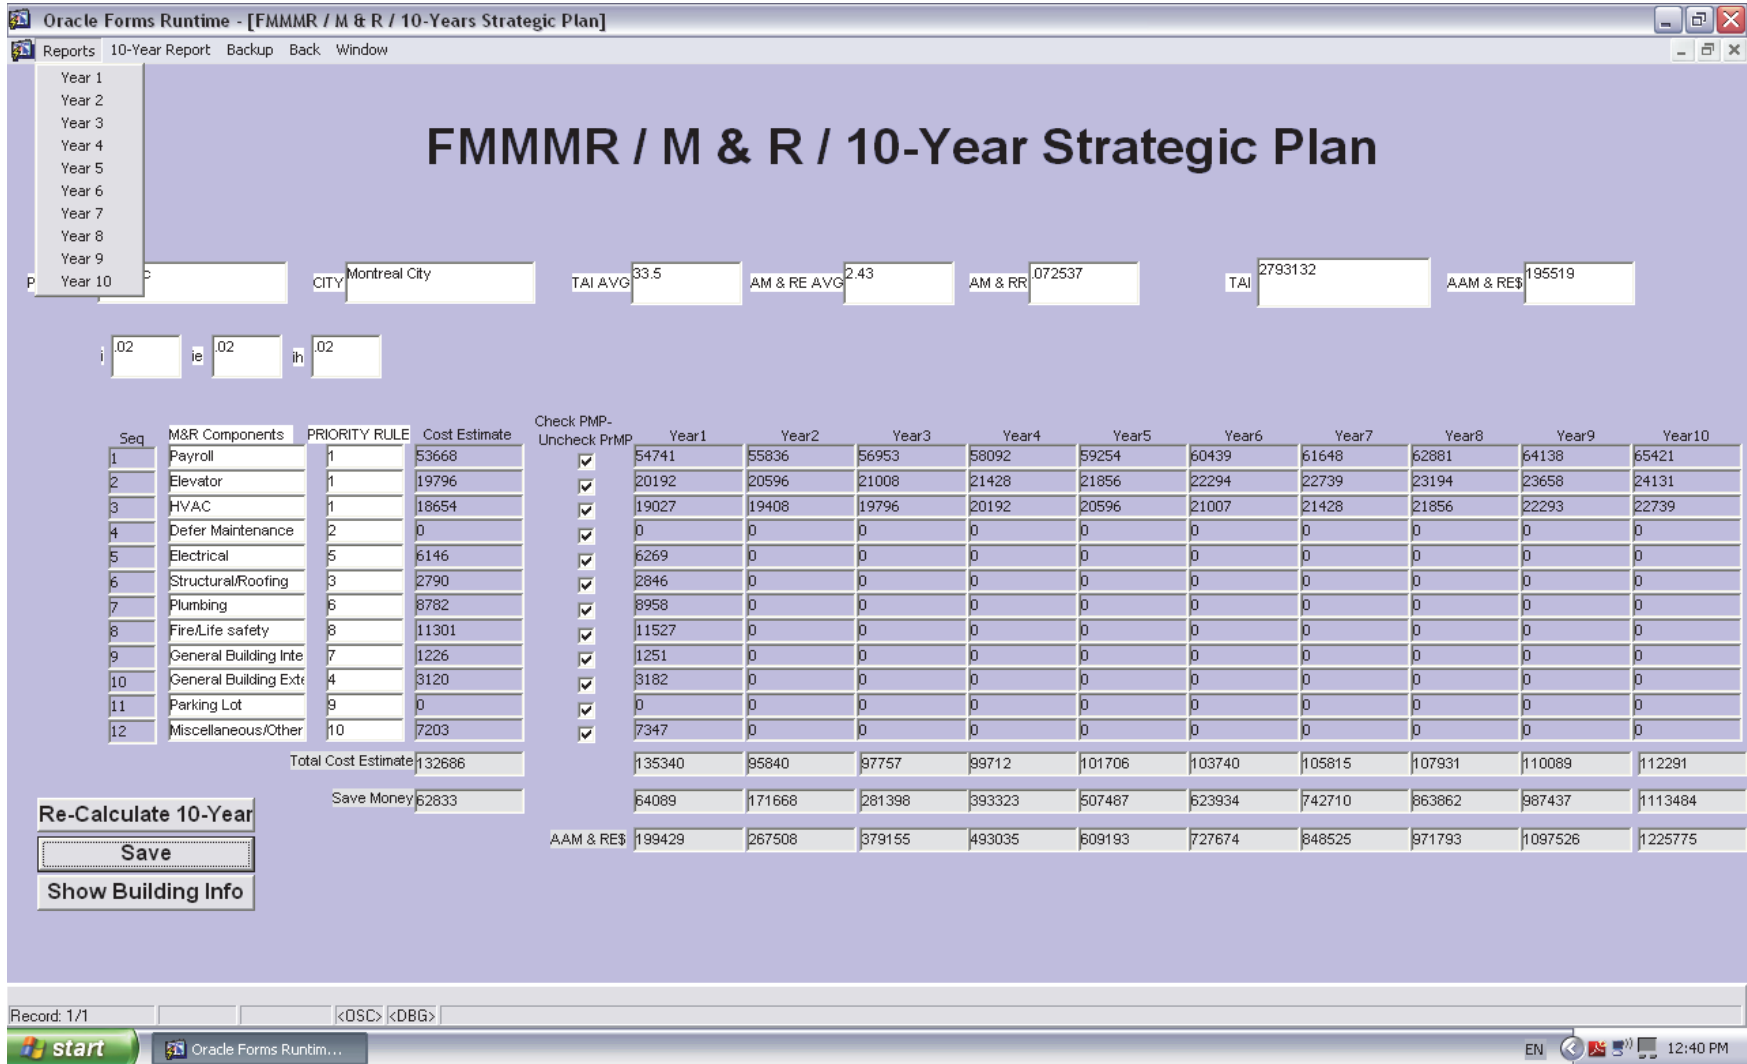 Oracle Forms Runtime - [FMMMR / M & R / 10-Years Strategic Plan]
Reports 10-Year Report Backup Back Window
Year 1
Year 2
Year 3
Year 4
Year 5
Year 6
Year 7
Year 8
Year 9
Year 10
FMMMR / M & R / 10-Year Strategic Plan
P c CITY Montreal City TAI AVG 33.5 AM & RE AVG 2.43 AM & RR .072537 TAI 2793132 AAM & RE$ 195519
i .02 ie .02 ih .02
Check PMP-
Seq M&R Components PRIORITY RULE Cost Estimate Uncheck PrMP Year1 Year2 Year3 Year4 Year5 Year6 Year7 Year8 Year9 Year10
1 Payroll 1 53668 54741 55836 56953 58092 59254 60439 61648 62881 64138 65421
2 Elevator 1 19796 20192 20596 21008 21428 21856 22294 22739 23194 23658 24131
3 HVAC 1 18654 19027 19408 19796 20192 20596 21007 21428 21856 22293 22739
4 Defer Maintenance 2 0 0 0 0 0 0 0 0 0 0 0
5 Electrical 5 6146 6269 0 0 0 0 0 0 0 0 0
6 Structural/Roofing 3 2790 2846 0 0 0 0 0 0 0 0 0
7 Plumbing 6 8782 8958 0 0 0 0 0 0 0 0 0
8 Fire/Life safety 8 11301 11527 0 0 0 0 0 0 0 0 0
9 General Building Inte 7 1226 1251 0 0 0 0 0 0 0 0 0
10 General Building Exte 4 3120 3182 0 0 0 0 0 0 0 0 0
11 Parking Lot 9 0 0 0 0 0 0 0 0 0 0 0
12 Miscellaneous/Other 10 7203 7347 0 0 0 0 0 0 0 0 0
Total Cost Estimate 132686 135340 95840 97757 99712 101706 103740 105815 107931 110089 112291
Save Money 62833 64089 171668 281398 393323 507487 623934 742710 863862 987437 1113484
AAM & RE$ 199429 267508 379155 493035 609193 727674 848525 971793 1097526 1225775
Re-Calculate 10-Year
Save
Show Building Info
Record: 1/1 <OSC> <DBG>
start Oracle Forms Runtim... EN 12:40 PM